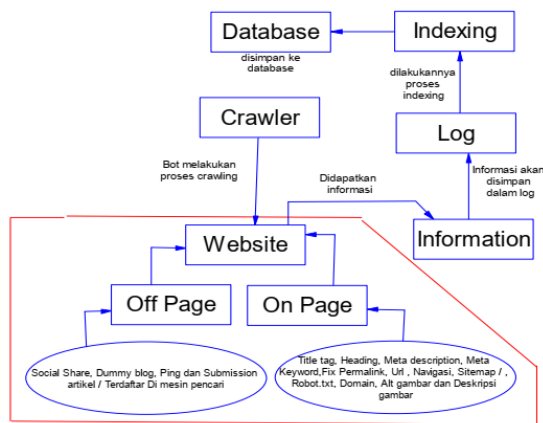 Database
Indexing
disimpan ke
database
dilakukannya
proses
indexing
Crawler
Log
Bot melakukan
proses crawling
Didapatkan
informasi
Informasi akan
disimpan
dalam log
Website
Information
Off Page
On Page
Social Share, Dummy blog, Ping dan Submission
artikel / Terdaftar Di mesin pencari
Title tag, Heading, Meta description, Meta
Keyword,Fix Permalink, Url , Navigasi, Sitemap / ,
Robot.txt, Domain, Alt gambar dan Deskripsi
gambar